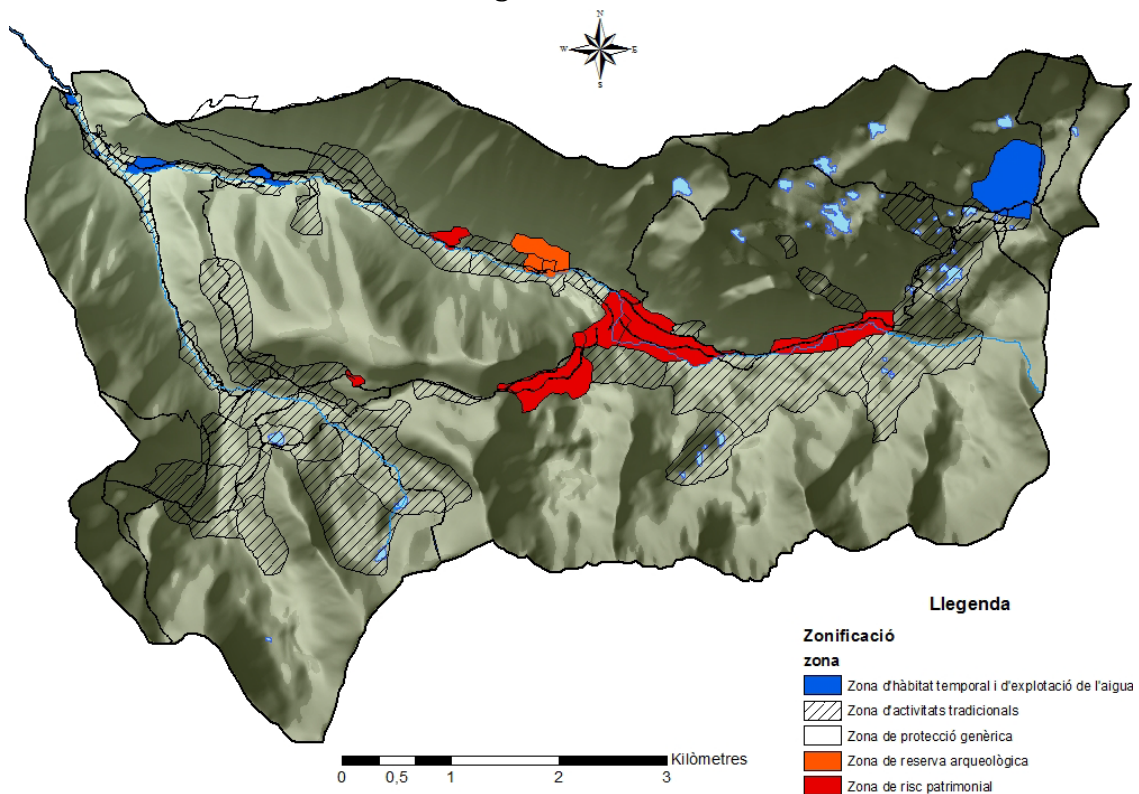 N
W E
S
Llegenda
Zonificació
zona
Zona d'hàbitat temporal i d'explotació de l'aigua
Zona d'activitats tradicionals
Zona de protecció genèrica
Zona de reserva arqueològica
Zona de risc patrimonial
Kilòmetres
0 0,5 1 2 3